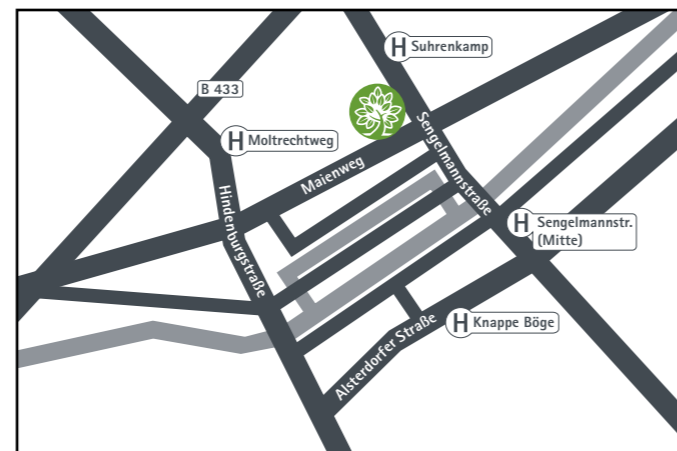 H Suhrenkamp
B 433
H Moltrechtweg
Maienweg
Sengelmannstraße
Hindenburgstraße
H Sengelmannstr.
(Mitte)
H Knappe Böge
Alsterdorfer Straße